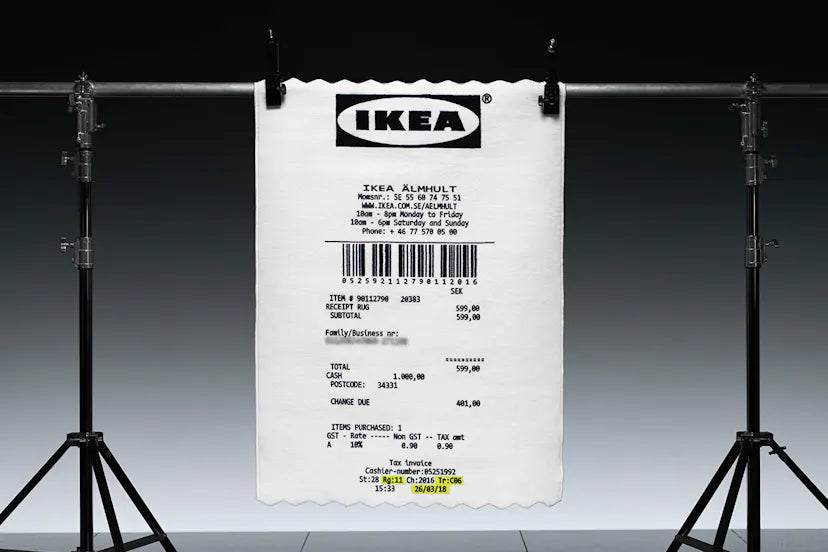 IKEA®
IKEA ÄLMHULT
Momsnr.: SE 55 60 74 75 51
WWW.IKEA.COM.SE/AELMHULT
10am - 8pm Monday to Friday
10am - 6pm Saturday and Sunday
Phone: + 46 77 570 05 00
052592112790112016
SEK
ITEM # 90112790 20383
RECEIPT RUG 599,00
SUBTOTAL 599,00
Family/Business nr:
==========
TOTAL 599,00
CASH 1.000,00
POSTCODE: 34331
CHANGE DUE 401,00
ITEMS PURCHASED: 1
GST - Rate ----- Non GST -- TAX amt
A 10% 0.90 0.90
Tax invoice
Cashier-number:05251992
St:28 Rg:11 Ch:2016 Tr:C06
15:33 26/03/18